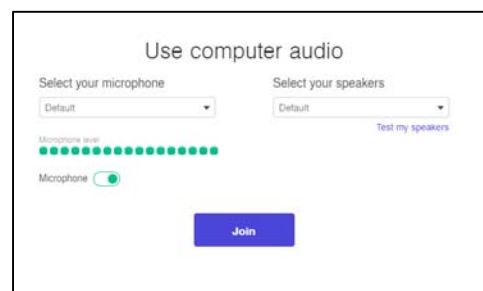 Use computer audio
Select your microphone
Select your speakers
Default
Default
Test my speakers
Microphone level
Microphone
Join